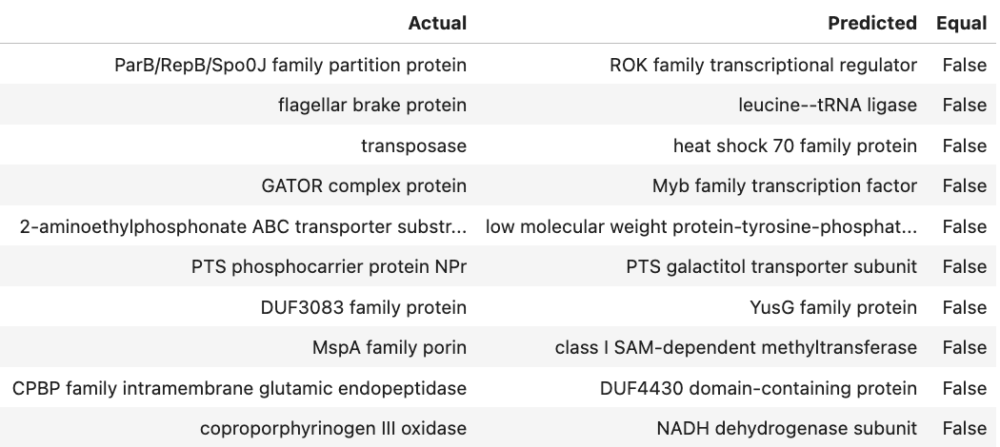 Actual Predicted Equal
ParB/RepB/Spo0J family partition protein ROK family transcriptional regulator False
flagellar brake protein leucine--tRNA ligase False
transposase heat shock 70 family protein False
GATOR complex protein Myb family transcription factor False
2-aminoethylphosphonate ABC transporter substr... low molecular weight protein-tyrosine-phosphat... False
PTS phosphocarrier protein NPr PTS galactitol transporter subunit False
DUF3083 family protein YusG family protein False
MspA family porin class I SAM-dependent methyltransferase False
CPBP family intramembrane glutamic endopeptidase DUF4430 domain-containing protein False
coproporphyrinogen III oxidase NADH dehydrogenase subunit False